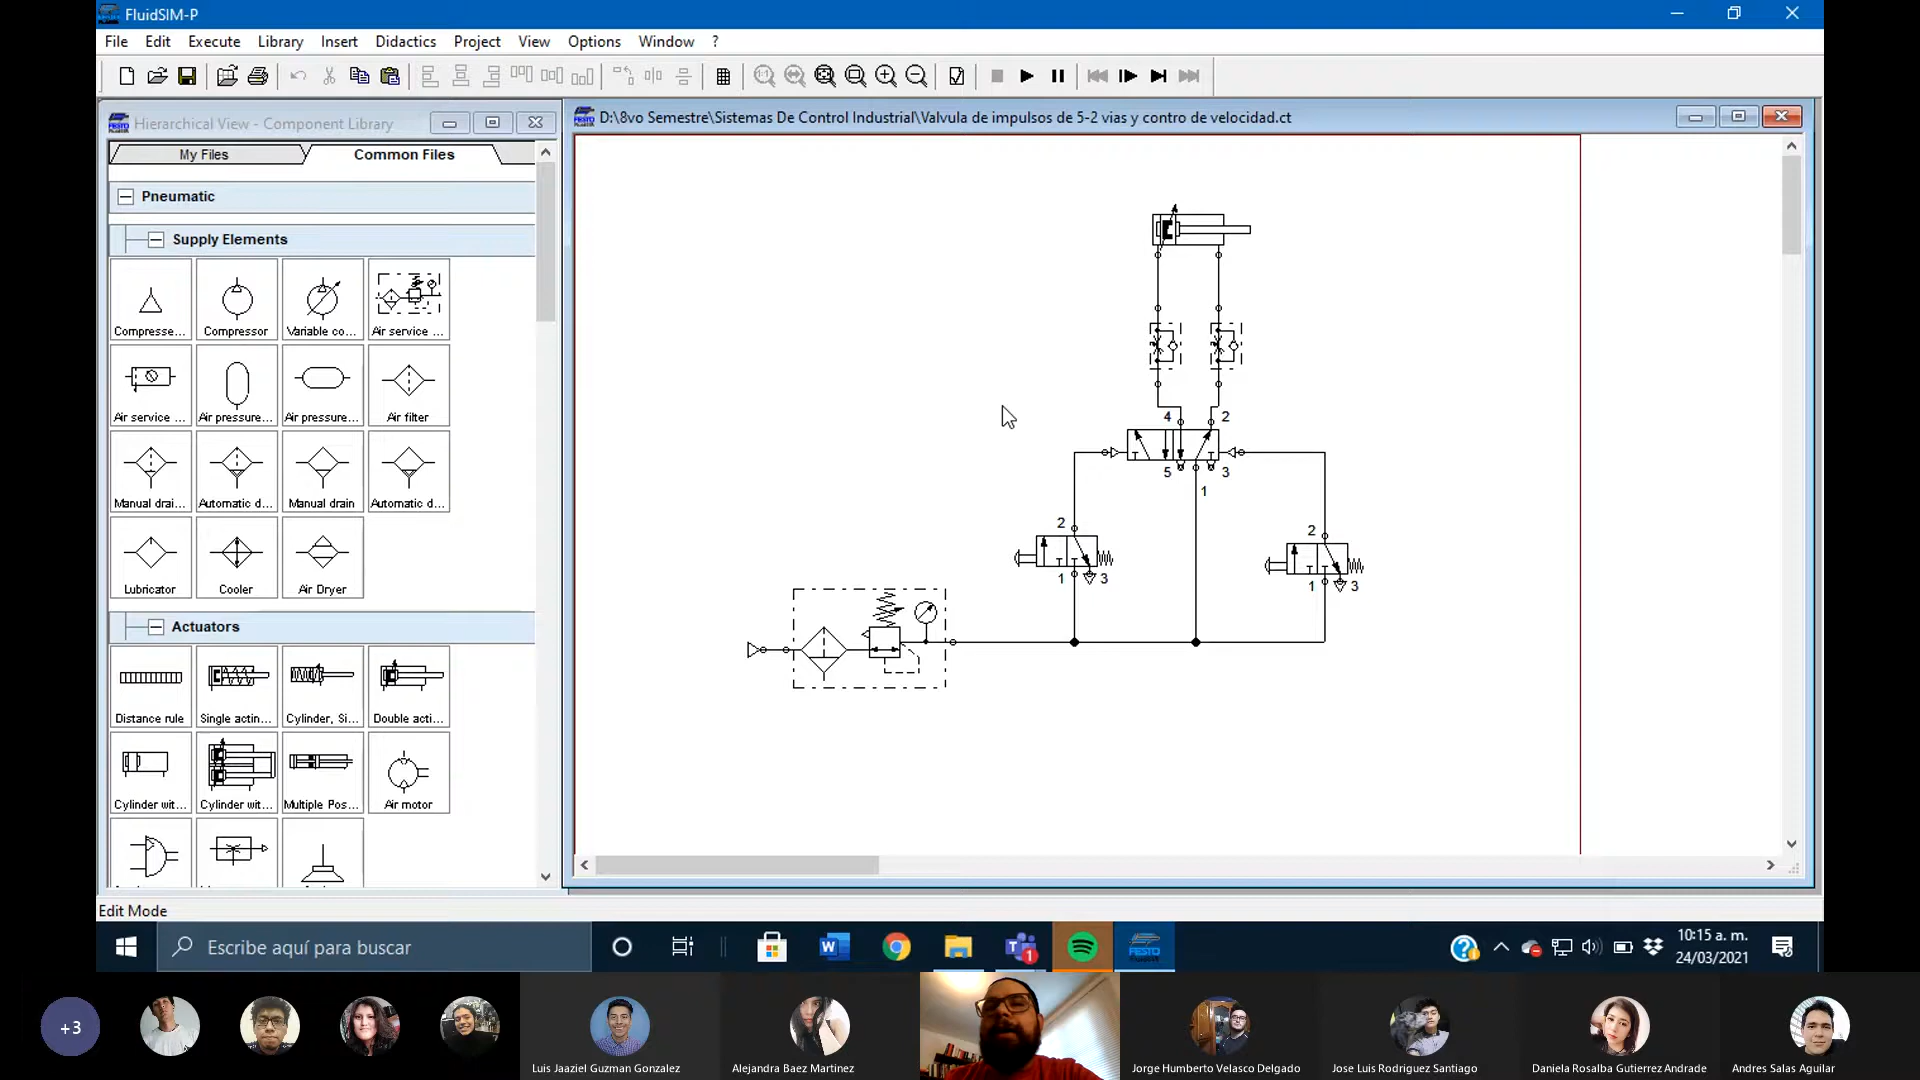 FluidSIM-P
File Edit Execute Library Insert Didactics Project View Options Window ?
Hierarchical View - Component Library
My Files
Common Files
Pneumatic
Supply Elements
Compresse...
Compressor
Variable co...
Air service ...
Air service ...
Air pressure...
Air pressure...
Air filter
Manual drai...
Automatic d...
Manual drain
Automatic d...
Lubricator
Cooler
Air Dryer
Actuators
Distance rule
Single actin...
Cylinder, Si...
Double acti...
Cylinder wit...
Cylinder wit...
Multiple Pos...
Air motor
D:\8vo Semestre\Sistemas De Control Industrial\Valvula de impulsos de 5-2 vias y contro de velocidad.ct
4 2
5 3
1
2
1 3
2
1 3
Edit Mode
Escribe aquí para buscar
1
FESTO
10:15 a. m.
24/03/2021
+3
Luis Jaaziel Guzman Gonzalez
Alejandra Baez Martinez
Jorge Humberto Velasco Delgado
Jose Luis Rodriguez Santiago
Daniela Rosalba Gutierrez Andrade
Andres Salas Aguilar